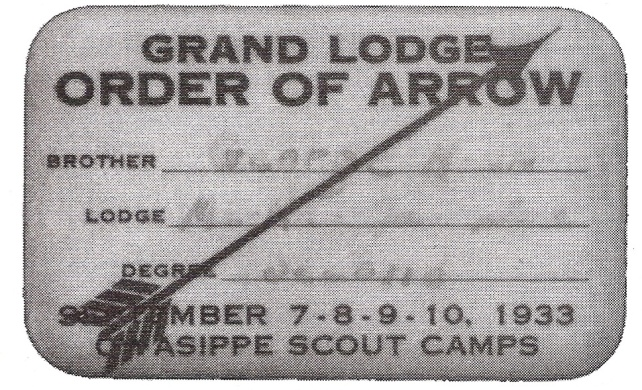 GRAND LODGE
ORDER OF ARROW
BROTHER
LODGE
DEGREE
SEPTEMBER 7-8-9-10, 1933
OWASIPPE SCOUT CAMPS